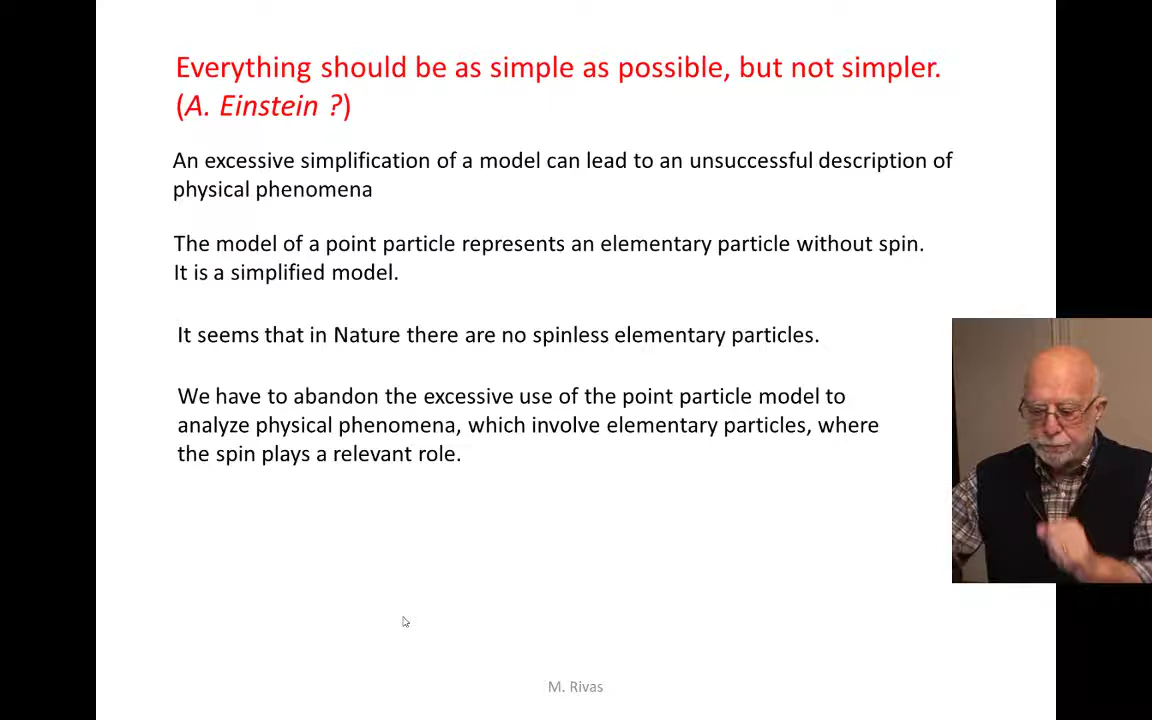 Everything should be as simple as possible, but not simpler.
(A. Einstein ?)
An excessive simplification of a model can lead to an unsuccessful description of
physical phenomena
The model of a point particle represents an elementary particle without spin.
It is a simplified model.
It seems that in Nature there are no spinless elementary particles.
We have to abandon the excessive use of the point particle model to
analyze physical phenomena, which involve elementary particles, where
the spin plays a relevant role.
M. Rivas